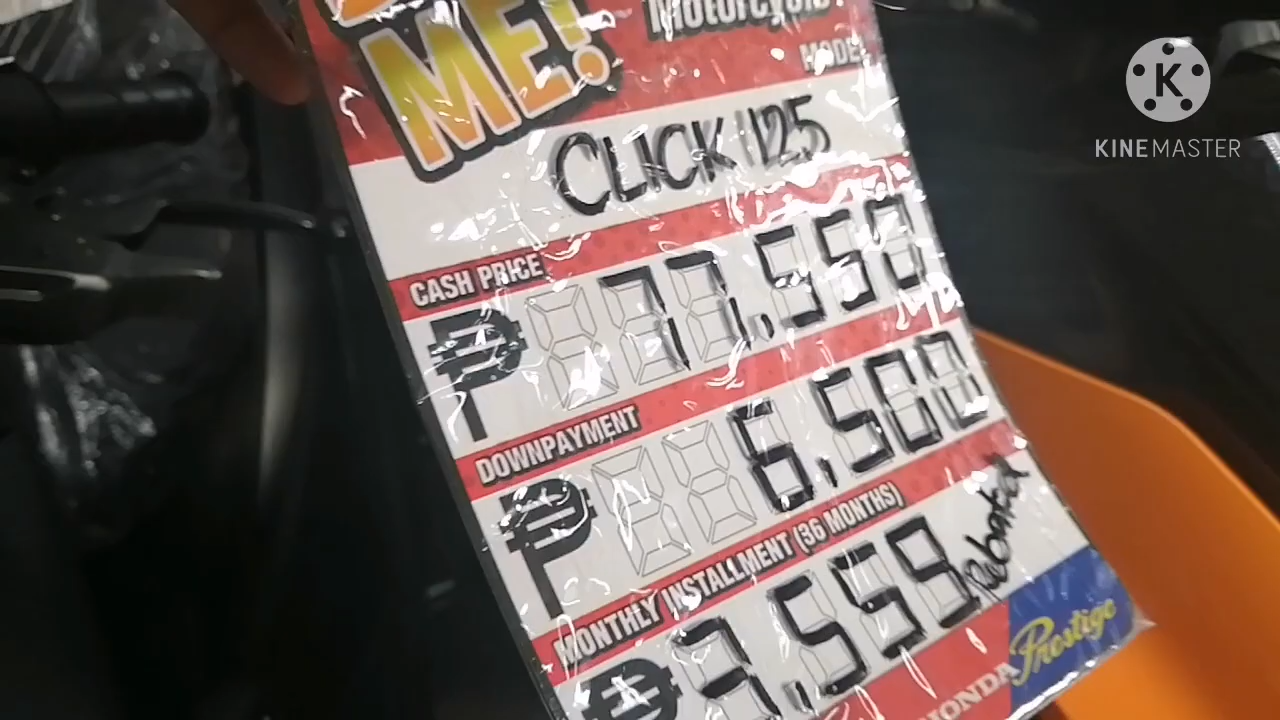 ME!
Motorcycle
MODEL
CLICK 125
CASH PRICE
₱ 77,550
DOWNPAYMENT
₱ 6,500
MONTHLY INSTALLMENT (36 MONTHS)
₱ 3,559
Rebated
HONDA Prestige
K
KINEMASTER